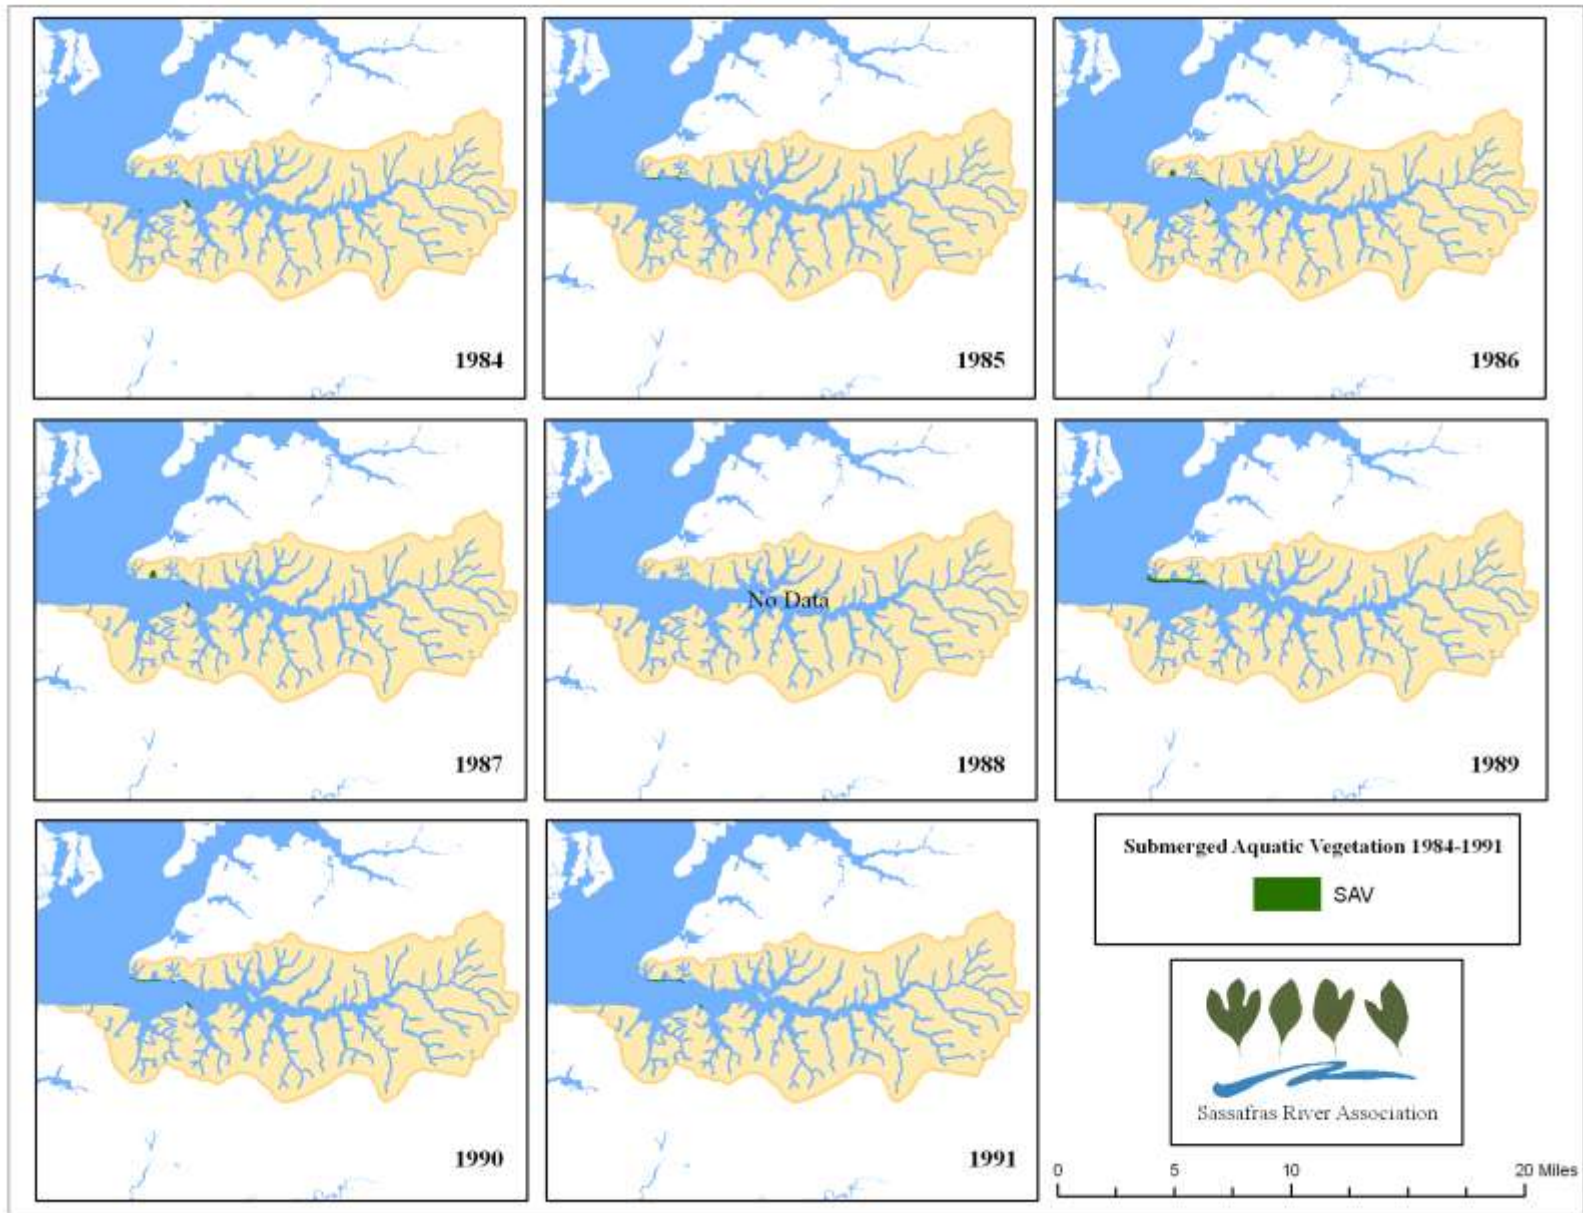 1984
1985
1986
1987
No Data
1988
1989
1990
1991
Submerged Aquatic Vegetation 1984-1991
SAV
Sassafras River Association
0 5 10 20 Miles